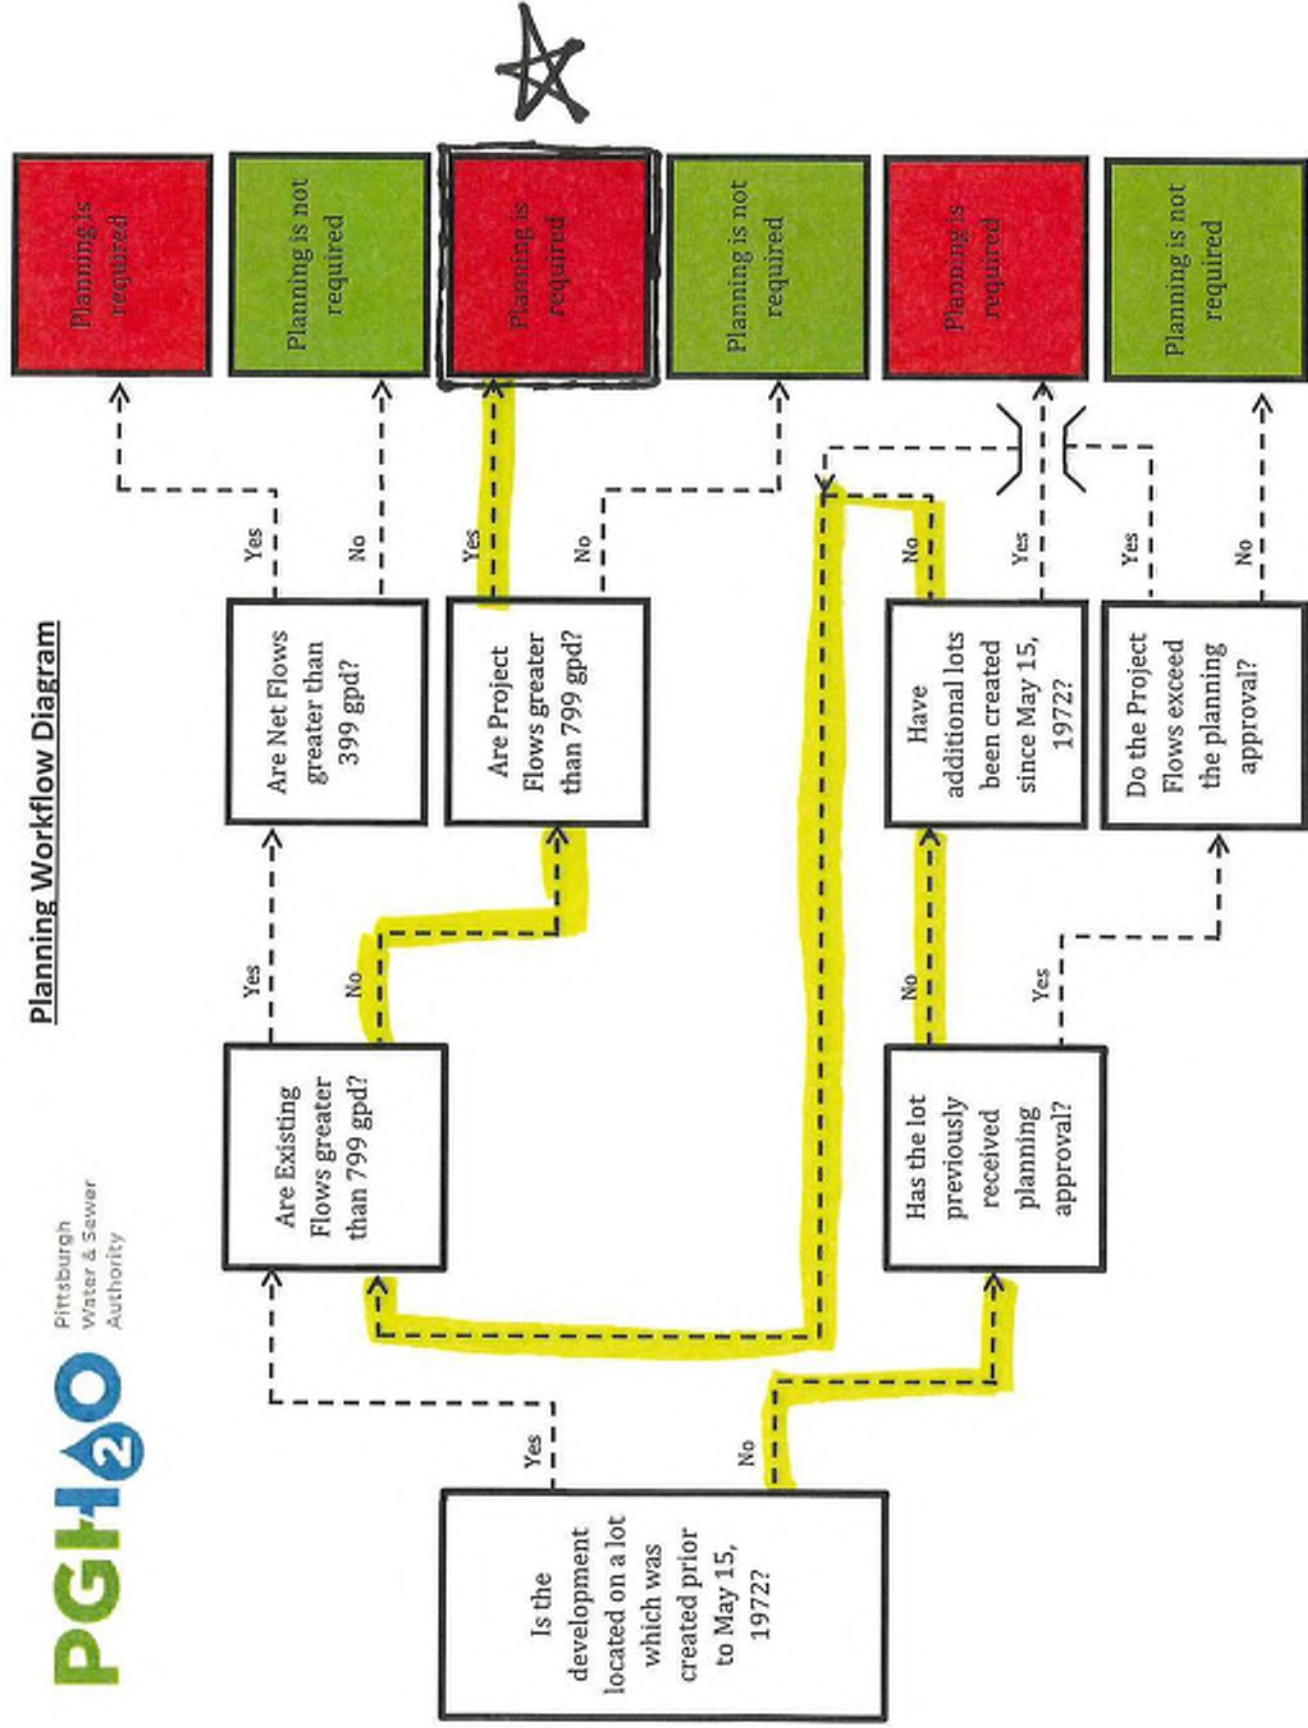 PGH2O
Pittsburgh
Water & Sewer
Authority
Planning Workflow Diagram
Is the
development
located on a lot
which was
created prior
to May 15,
1972?
Yes
No
Are Existing
Flows greater
than 799 gpd?
Yes
No
Has the lot
previously
received
planning
approval?
No
Yes
Are Net Flows
greater than
399 gpd?
Yes
No
Are Project
Flows greater
than 799 gpd?
Yes
No
Have
additional lots
been created
since May 15,
1972?
No
Yes
Do the Project
Flows exceed
the planning
approval?
Yes
No
Planning is
required
Planning is not
required
Planning is
required
Planning is not
required
Planning is
required
Planning is not
required